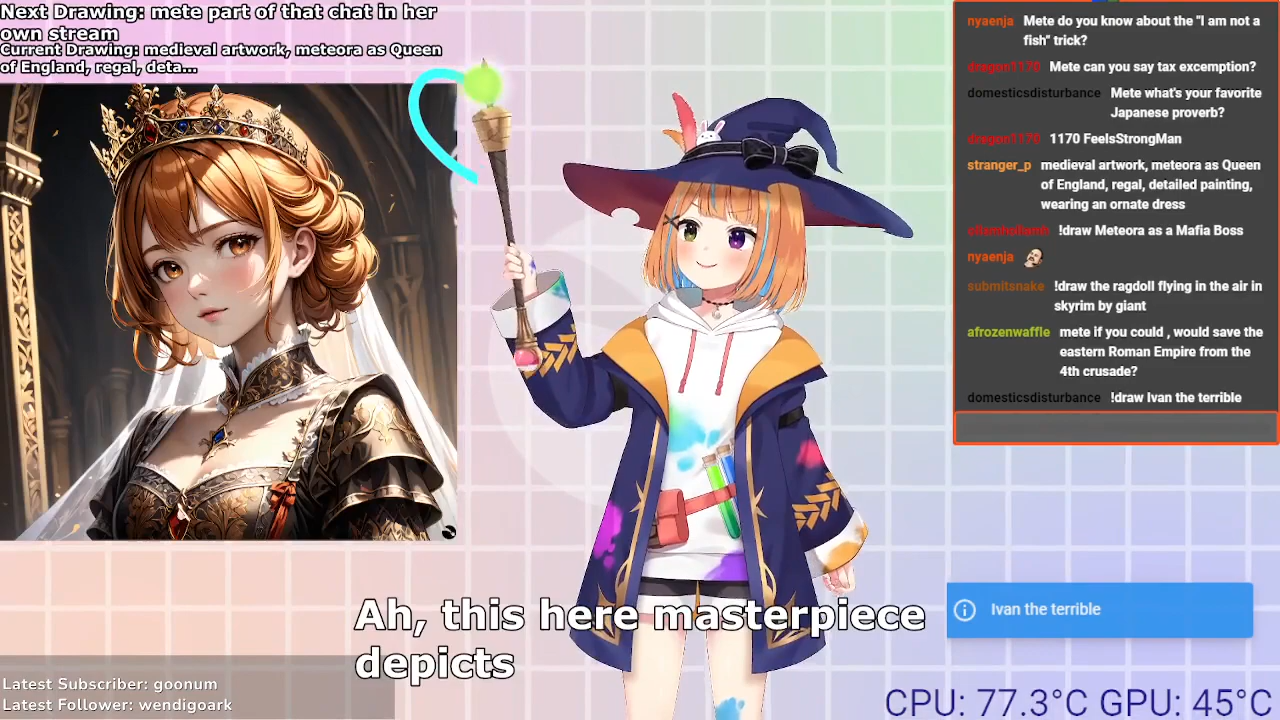 Next Drawing: mete part of that chat in her
own stream
Current Drawing: medieval artwork, meteora as Queen
of England, regal, deta...
nyaenja Mete do you know about the "I am not a
fish" trick?
dragon1170 Mete can you say tax excemption?
domesticsdisturbance Mete what's your favorite
Japanese proverb?
dragon1170 1170 FeelsStrongMan
stranger_p medieval artwork, meteora as Queen
of England, regal, detailed painting,
wearing an ornate dress
!draw Meteora as a Mafia Boss
nyaenja
submitsnake !draw the ragdoll flying in the air in
skyrim by giant
afrozenwaffle mete if you could , would save the
eastern Roman Empire from the
4th crusade?
domesticsdisturbance !draw Ivan the terrible
Ivan the terrible
Ah, this here masterpiece
depicts
Latest Subscriber: goonum
Latest Follower: wendigoark
CPU: 77.3°C GPU: 45°C